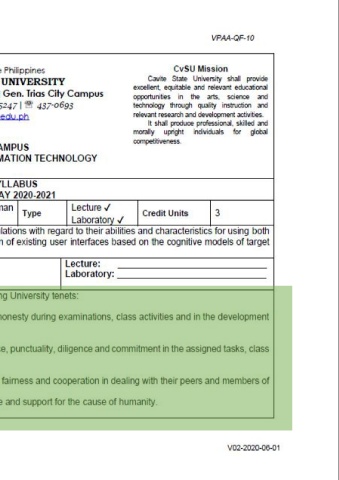 VPAA-QF-10
e Philippines
UNIVERSITY
Gen. Trias City Campus
5247 | ☏ 437-0693
edu.ph
CvSU Mission
Cavite State University shall provide
excellent, equitable and relevant educational
opportunities in the arts, science and
technology through quality instruction and
relevant research and development activities.
It shall produce professional, skilled and
morally upright individuals for global
competitiveness.
AMPUS
MATION TECHNOLOGY
YLLABUS
AY 2020-2021
man
Type
Lecture ✓
Laboratory ✓
Credit Units
3
lations with regard to their abilities and characteristics for using both
n of existing user interfaces based on the cognitive models of target
Lecture:
Laboratory:
ng University tenets:
honesty during examinations, class activities and in the development
ce, punctuality, diligence and commitment in the assigned tasks, class
fairness and cooperation in dealing with their peers and members of
e and support for the cause of humanity.
V02-2020-06-01